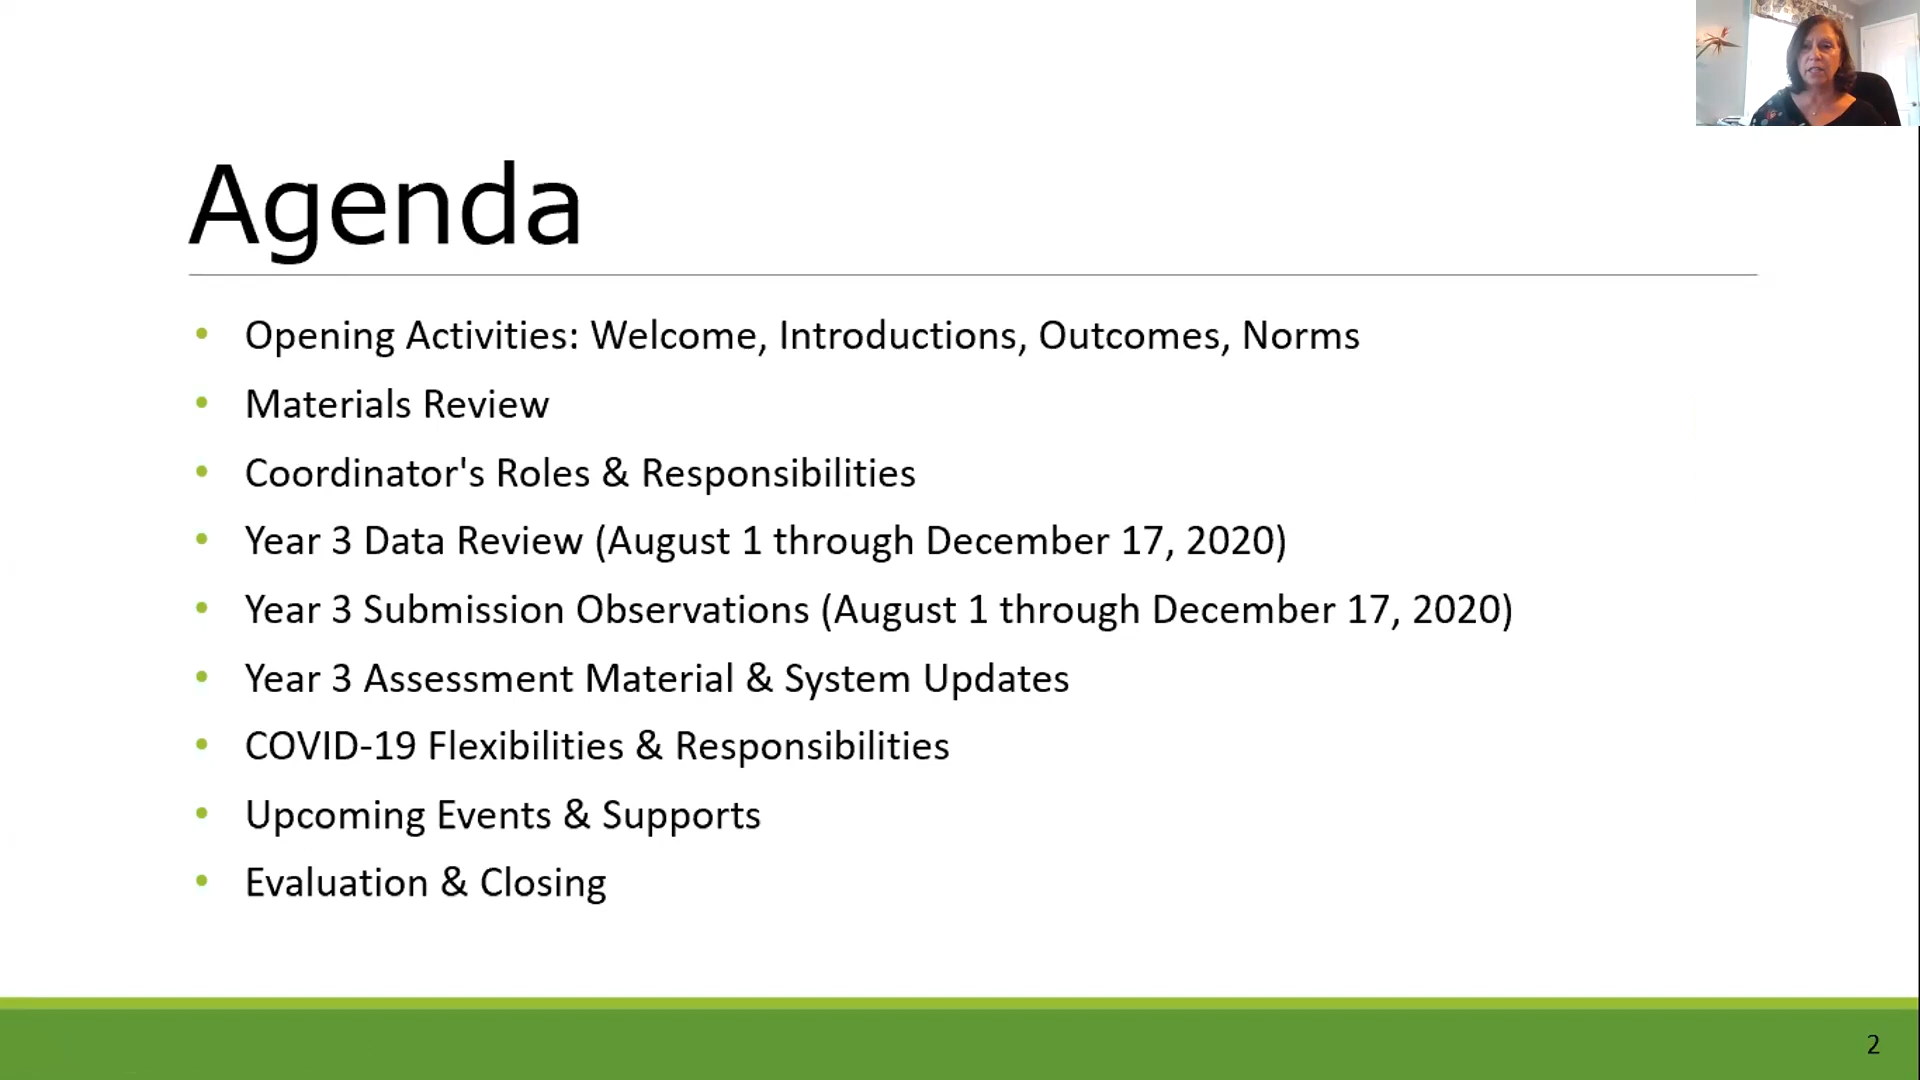 Agenda
• Opening Activities: Welcome, Introductions, Outcomes, Norms
• Materials Review
• Coordinator's Roles & Responsibilities
• Year 3 Data Review (August 1 through December 17, 2020)
• Year 3 Submission Observations (August 1 through December 17, 2020)
• Year 3 Assessment Material & System Updates
• COVID-19 Flexibilities & Responsibilities
• Upcoming Events & Supports
• Evaluation & Closing
2